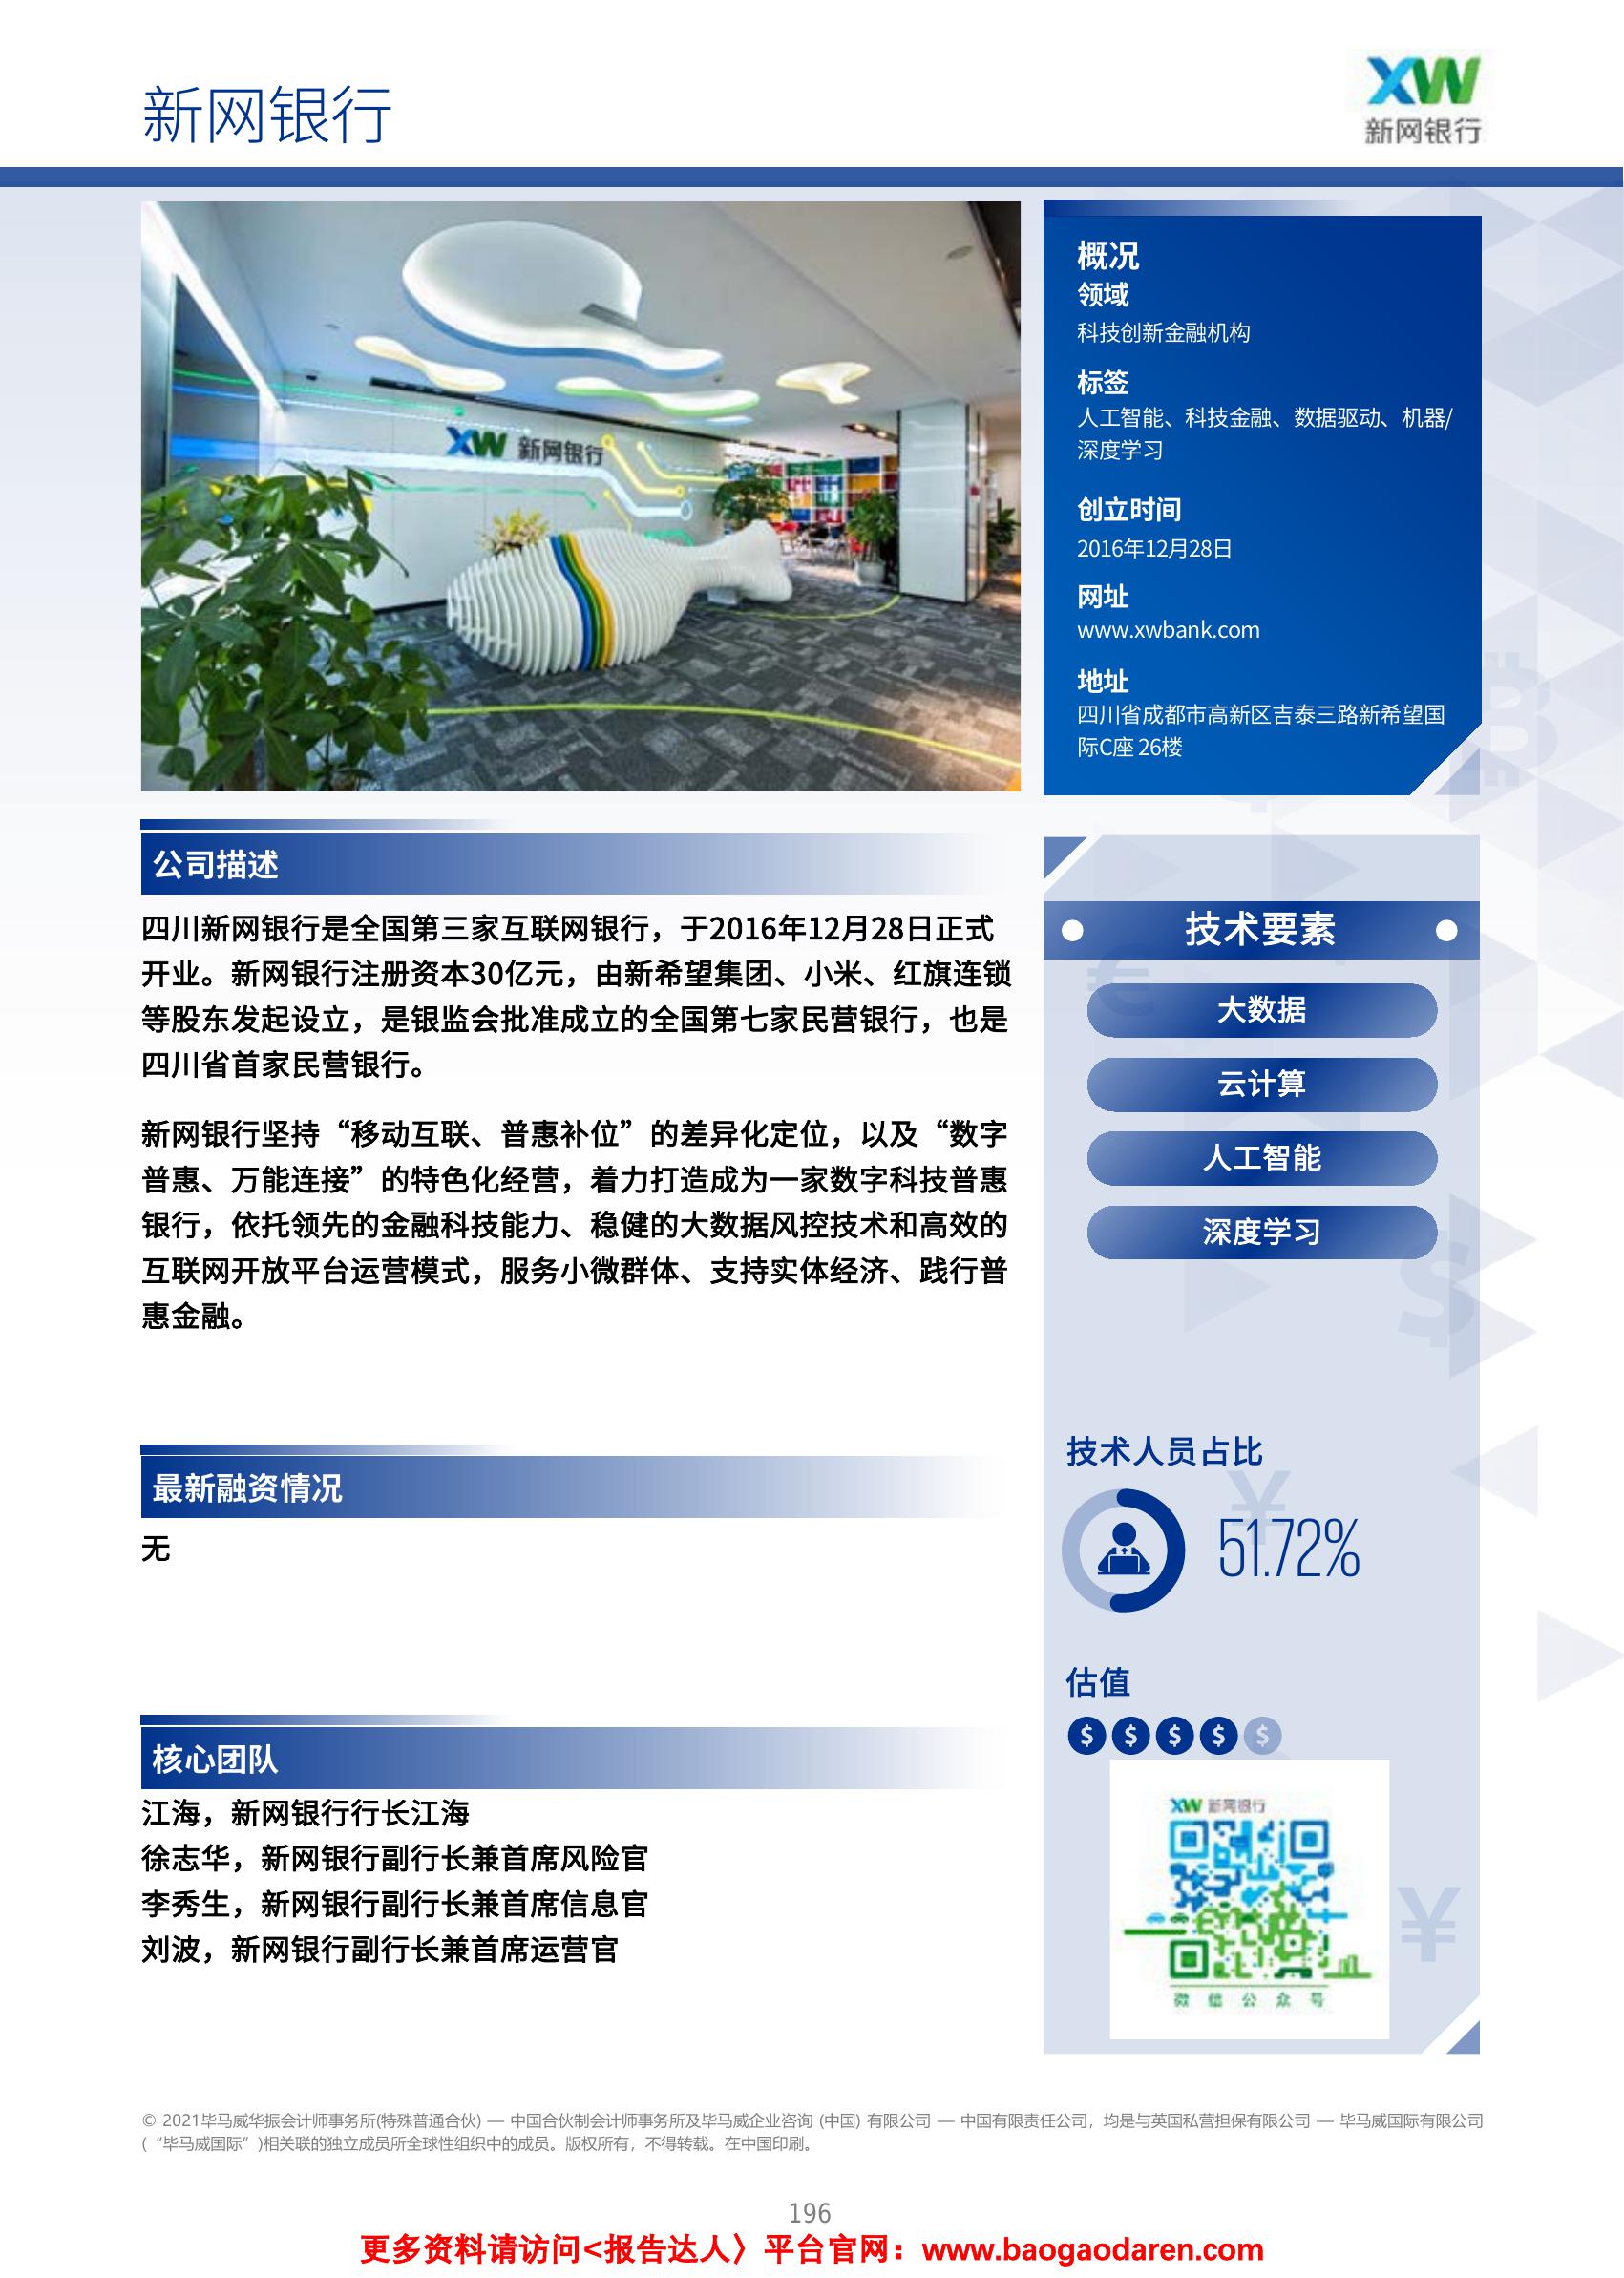 新网银行
XW
新网银行
XW 新网银行
概况
领域
科技创新金融机构
标签
人工智能、科技金融、数据驱动、机器/
深度学习
创立时间
2016年12月28日
网址
www.xwbank.com
地址
四川省成都市高新区吉泰三路新希望国
际C座 26楼
公司描述
四川新网银行是全国第三家互联网银行，于2016年12月28日正式
开业。新网银行注册资本30亿元，由新希望集团、小米、红旗连锁
等股东发起设立，是银监会批准成立的全国第七家民营银行，也是
四川省首家民营银行。
新网银行坚持“移动互联、普惠补位”的差异化定位，以及“数字
普惠、万能连接”的特色化经营，着力打造成为一家数字科技普惠
银行，依托领先的金融科技能力、稳健的大数据风控技术和高效的
互联网开放平台运营模式，服务小微群体、支持实体经济、践行普
惠金融。
最新融资情况
无
核心团队
江海，新网银行行长江海
徐志华，新网银行副行长兼首席风险官
李秀生，新网银行副行长兼首席信息官
刘波，新网银行副行长兼首席运营官
技术要素
大数据
云计算
人工智能
深度学习
技术人员占比
51.72%
估值
$ $ $ $ $
XW 新网银行
微信公众号
© 2021毕马威华振会计师事务所(特殊普通合伙) — 中国合伙制会计师事务所及毕马威企业咨询 (中国) 有限公司 — 中国有限责任公司，均是与英国私营担保有限公司 — 毕马威国际有限公司
(“毕马威国际”)相关联的独立成员所全球性组织中的成员。版权所有，不得转载。在中国印刷。
196
更多资料请访问<报告达人〉平台官网：www.baogaodaren.com